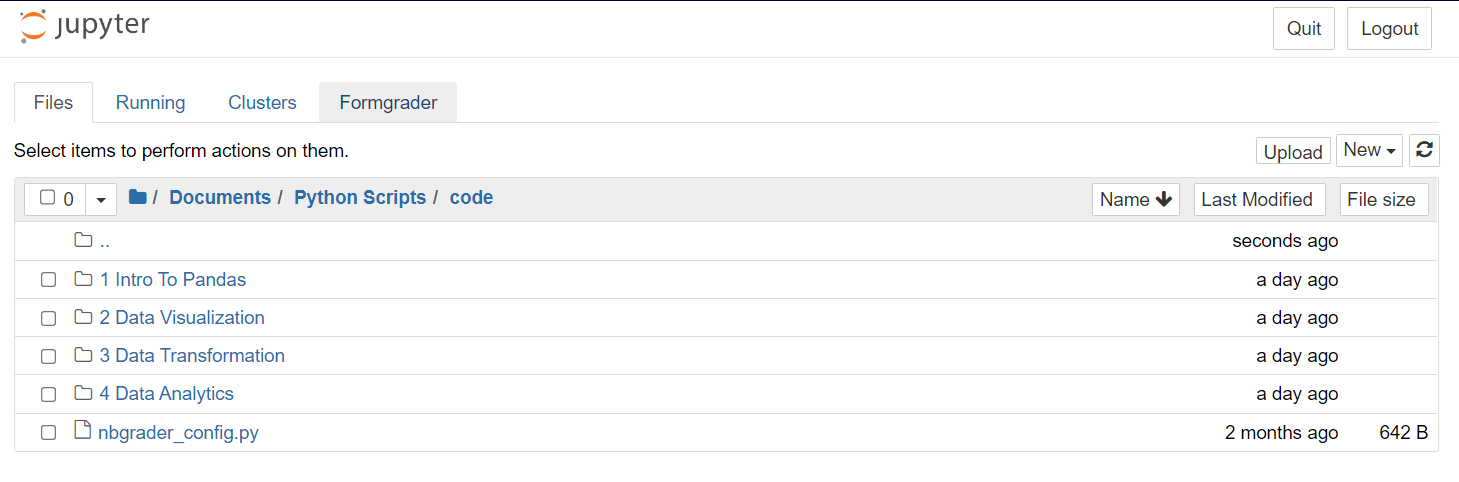 jupyter
Quit Logout
Files Running Clusters Formgrader
Select items to perform actions on them.
Upload New
0 / Documents / Python Scripts / code Name Last Modified File size
.. seconds ago
1 Intro To Pandas a day ago
2 Data Visualization a day ago
3 Data Transformation a day ago
4 Data Analytics a day ago
nbgrader_config.py 2 months ago 642 B